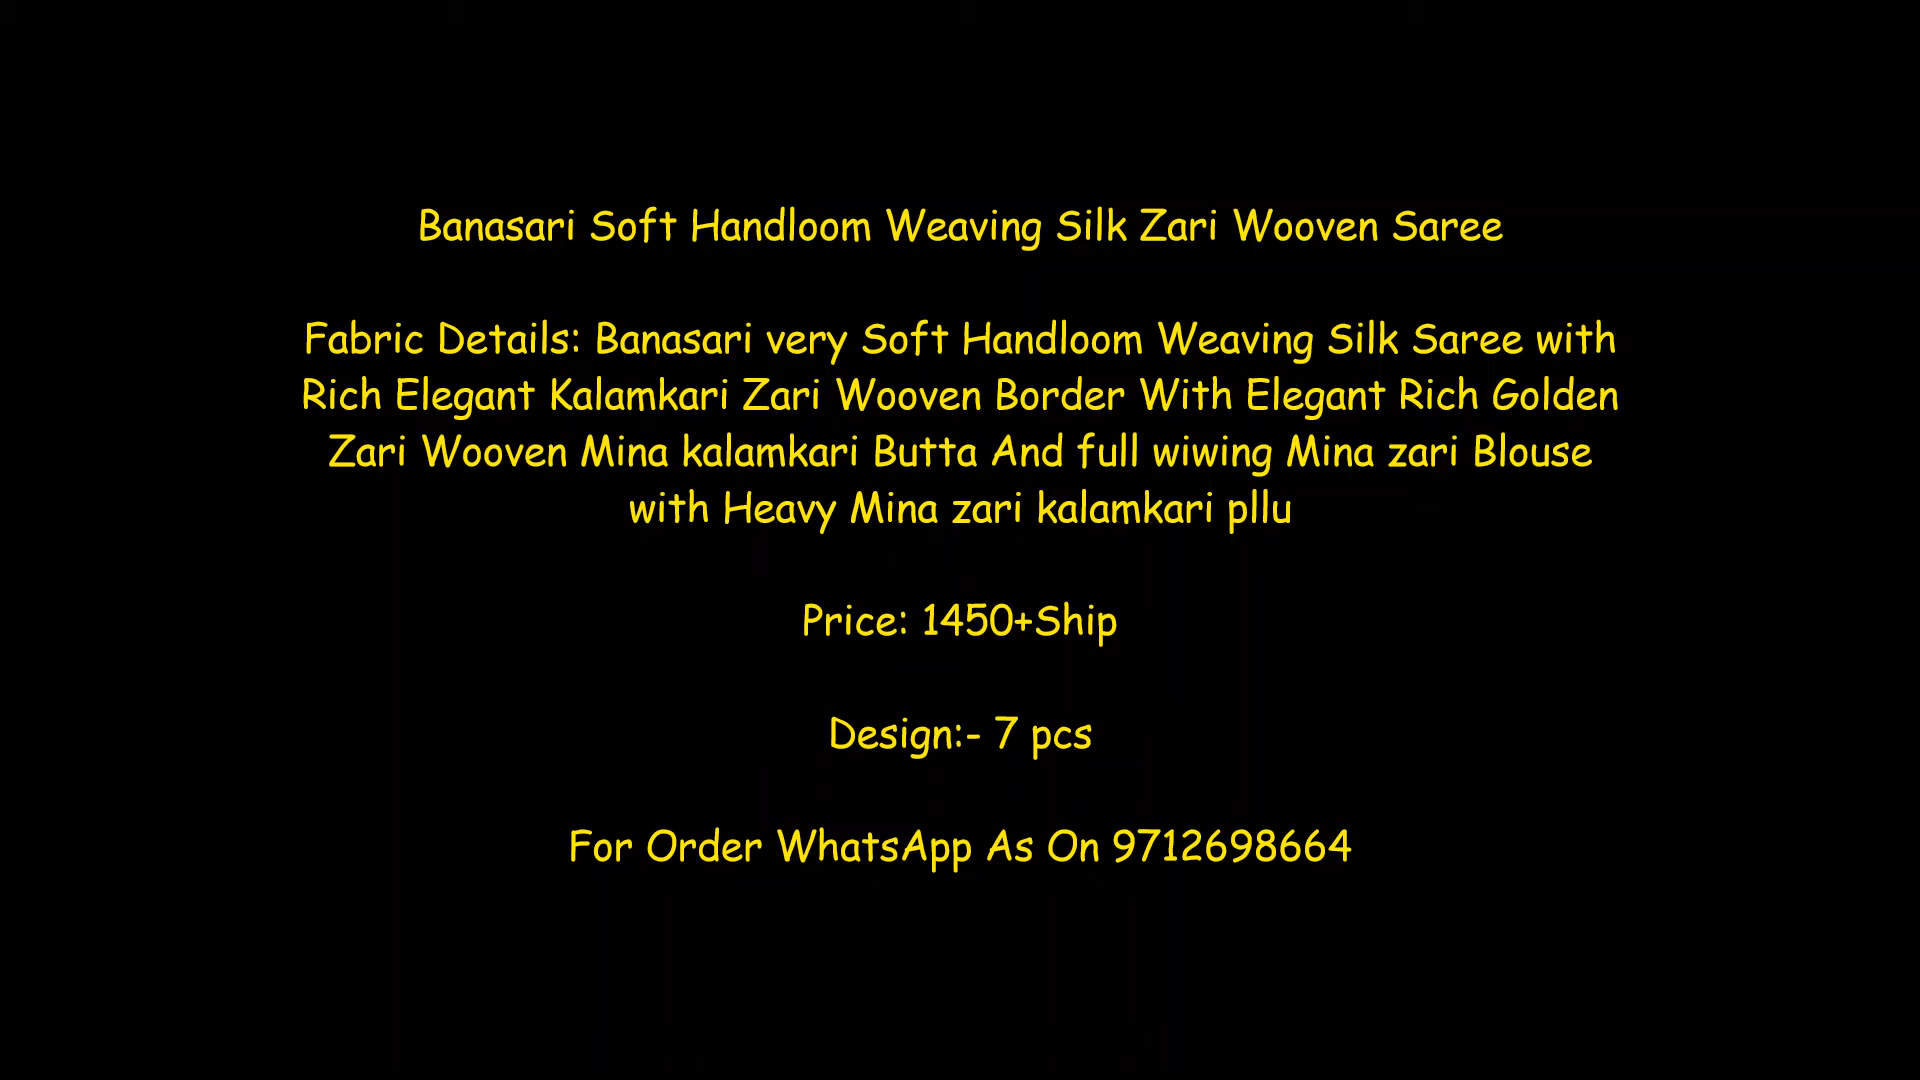 Banasari Soft Handloom Weaving Silk Zari Wooven Saree
Fabric Details: Banasari very Soft Handloom Weaving Silk Saree with
Rich Elegant Kalamkari Zari Wooven Border With Elegant Rich Golden
Zari Wooven Mina kalamkari Butta And full wiwing Mina zari Blouse
with Heavy Mina zari kalamkari pllu
Price: 1450+Ship
Design:- 7 pcs
For Order WhatsApp As On 9712698664